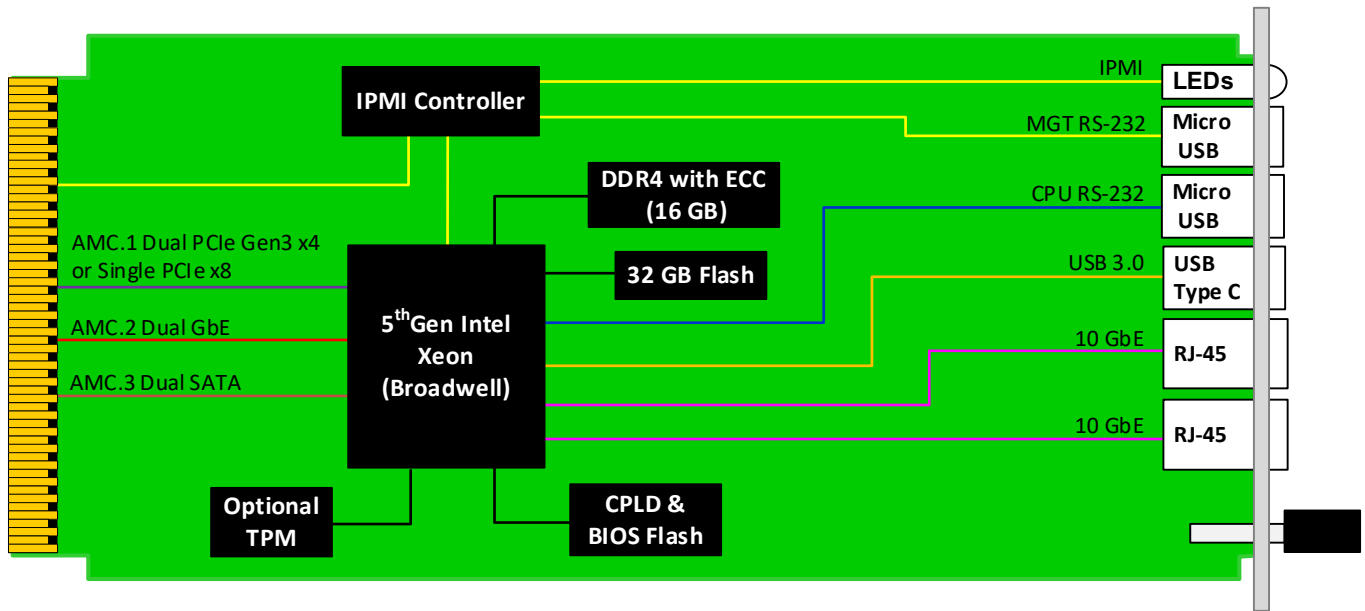 IPMI
LEDs
IPMI Controller
MGT RS-232
Micro
USB
DDR4 with ECC
(16 GB)
CPU RS-232
Micro
USB
AMC.1 Dual PCIe Gen3 x4
or Single PCIe x8
32 GB Flash
USB 3.0
USB
Type C
5thGen Intel
Xeon
(Broadwell)
AMC.2 Dual GbE
10 GbE
RJ-45
AMC.3 Dual SATA
10 GbE
RJ-45
Optional
TPM
CPLD &
BIOS Flash